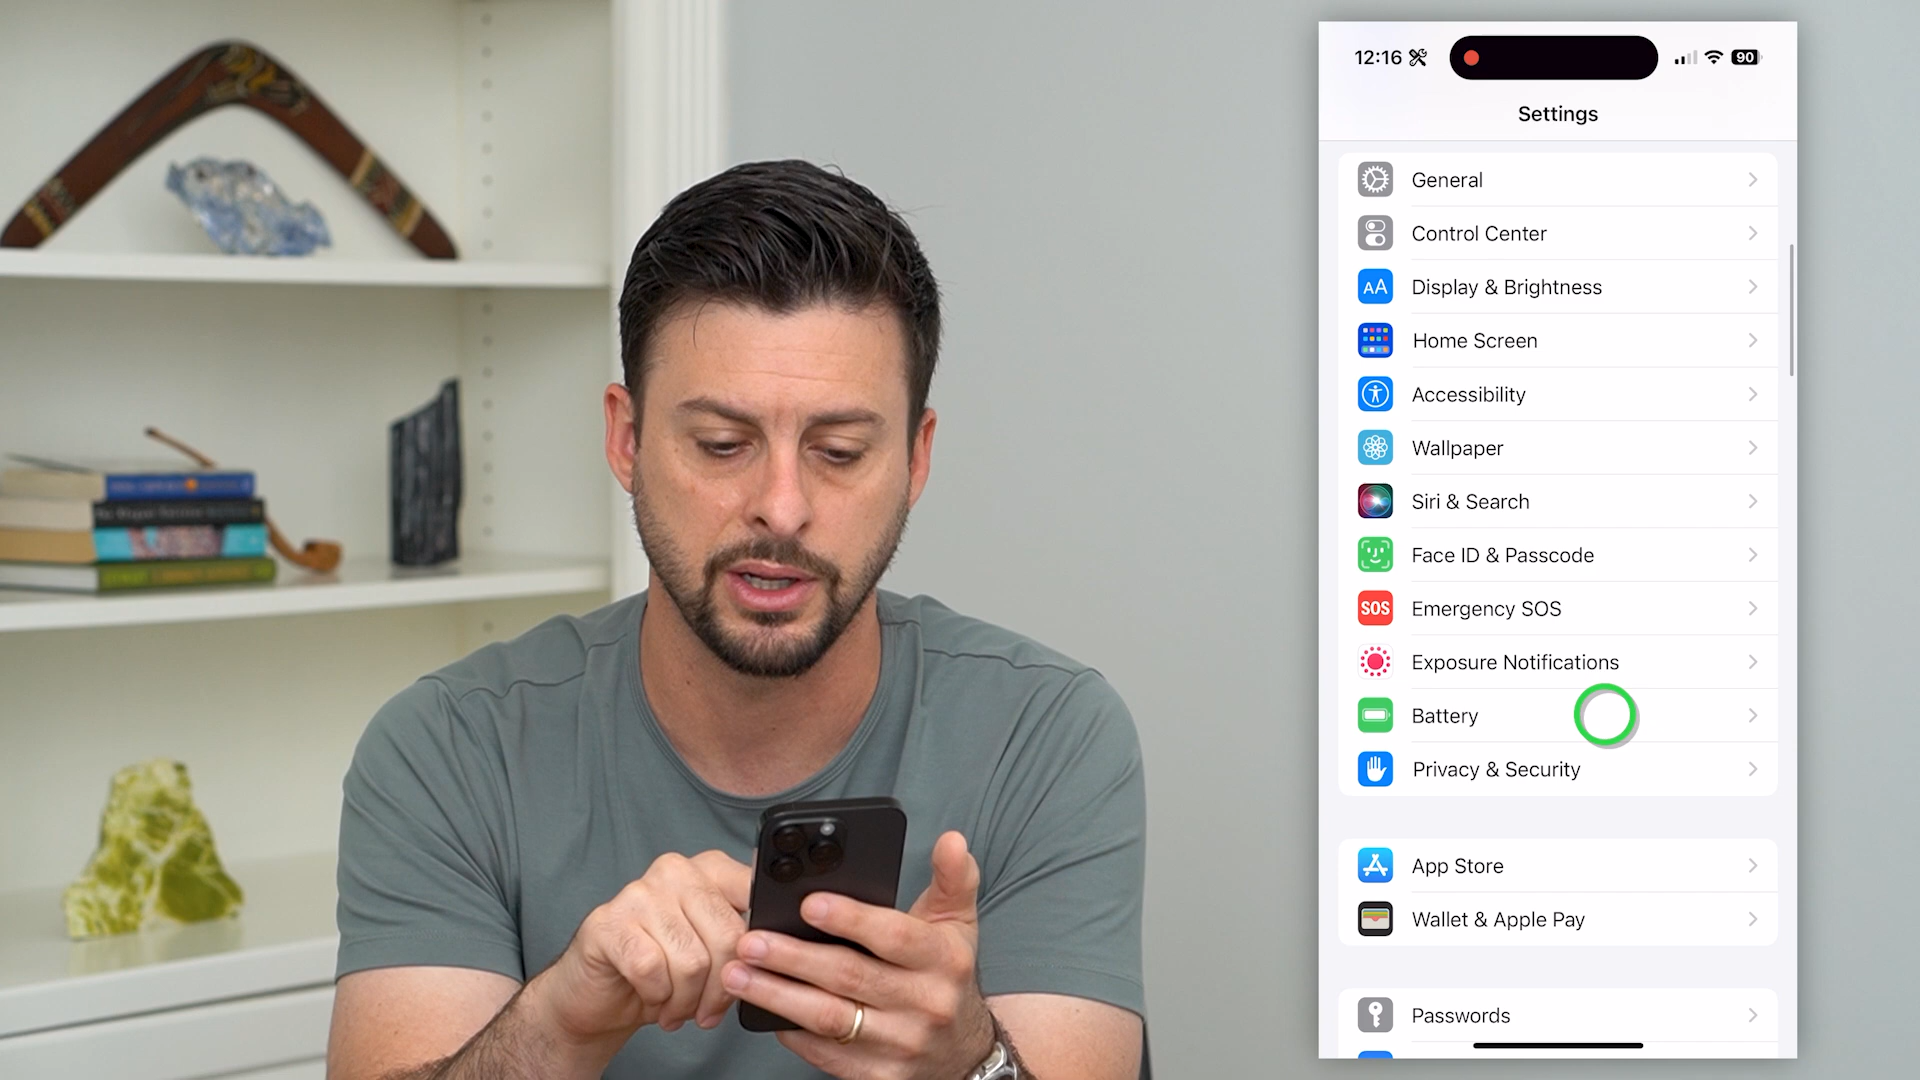 12:16
90
Settings
General
Control Center
AA
Display & Brightness
Home Screen
Accessibility
Wallpaper
Siri & Search
Face ID & Passcode
SOS
Emergency SOS
Exposure Notifications
Battery
Privacy & Security
App Store
Wallet & Apple Pay
Passwords